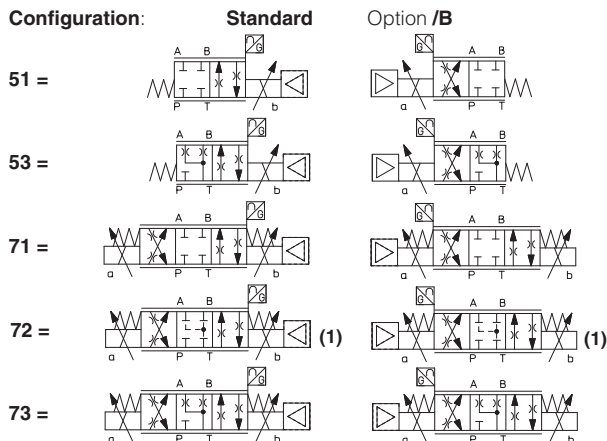 Configuration: Standard Option /B
A B G A B G
51 =
P T b a P T
A B G A B G
53 =
P T b a P T
A B G A B G
71 =
a P T b a P T b
A B G A B G
72 = (1) (1)
a P T b a P T b
A B G A B G
73 =
a P T b a P T b